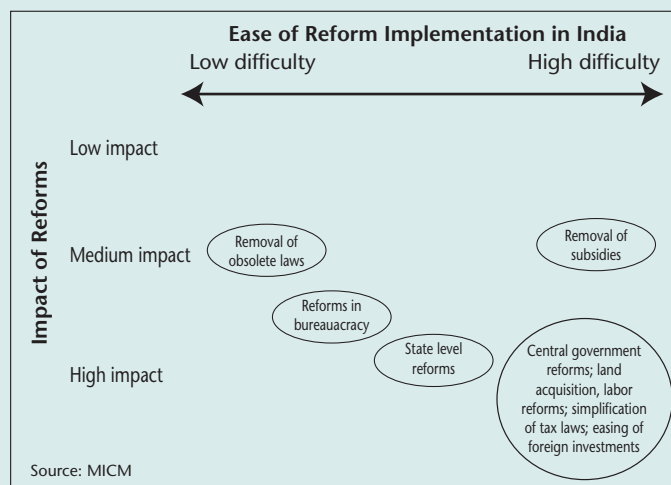 Ease of Reform Implementation in India
Low difficulty
High difficulty
Impact of Reforms
Low impact
Medium impact
High impact
Removal of
obsolete laws
Removal of
subsidies
Reforms in
bureauacracy
State level
reforms
Central government
reforms; land
acquisition, labor
reforms; simplification
of tax laws; easing of
foreign investments
Source: MICM